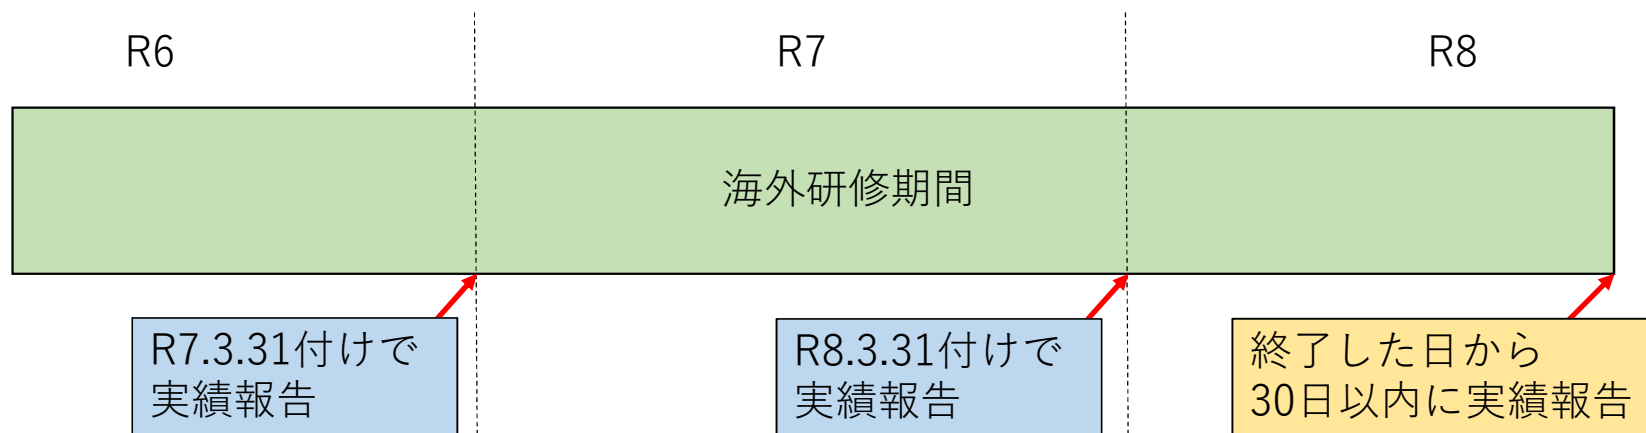 R6
R7
R8
海外研修期間
R7.3.31付けで
実績報告
R8.3.31付けで
実績報告
終了した日から
30日以内に実績報告